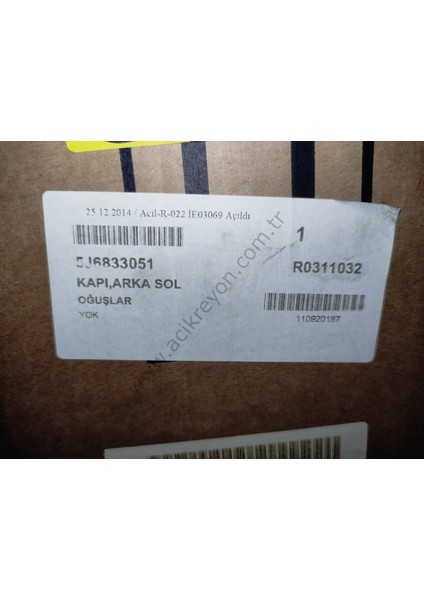 25.12.2014 / Acil-R-022 İE03069 Açıldı
1
5J6833051
R0311032
KAPI,ARKA SOL
OĞUŞLAR
YOK
110920187
www.acikreyon.com.tr